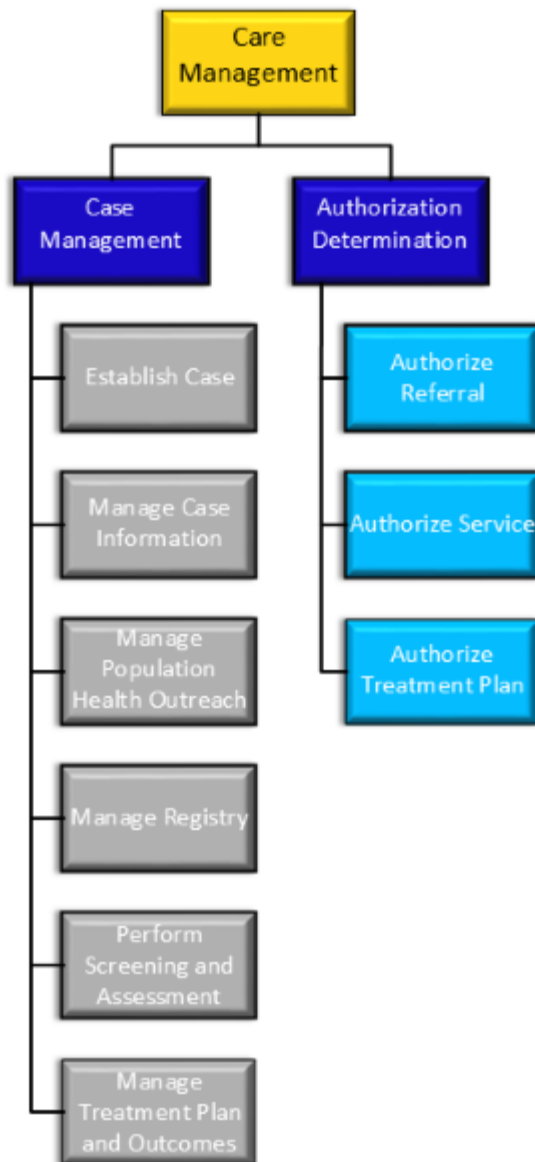 Care
Management
Case
Management
Authorization
Determination
Establish Case
Authorize
Referral
Manage Case
Information
Authorize Service
Manage
Population
Health Outreach
Authorize
Treatment Plan
Manage Registry
Perform
Screening and
Assessment
Manage
Treatment Plan
and Outcomes